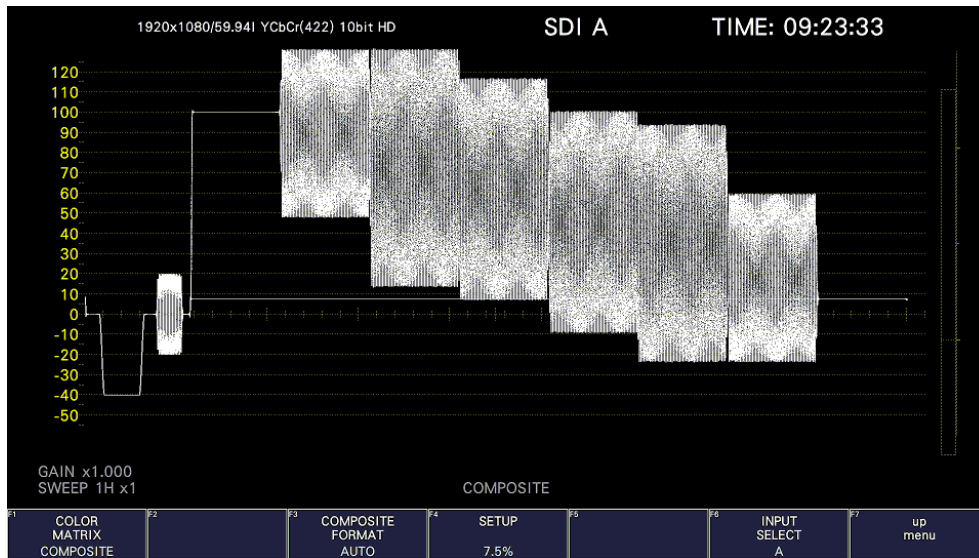 1920x1080/59.94I YCbCr(422) 10bit HD
SDI A
TIME: 09:23:33
120
110
100
90
80
70
60
50
40
30
20
10
0
-10
-20
-30
-40
-50
GAIN x1.000
SWEEP 1H x1
COMPOSITE
F1
COLOR
MATRIX
COMPOSITE
F2
F3
COMPOSITE
FORMAT
AUTO
F4
SETUP
7.5%
F5
F6
INPUT
SELECT
A
F7
up
menu